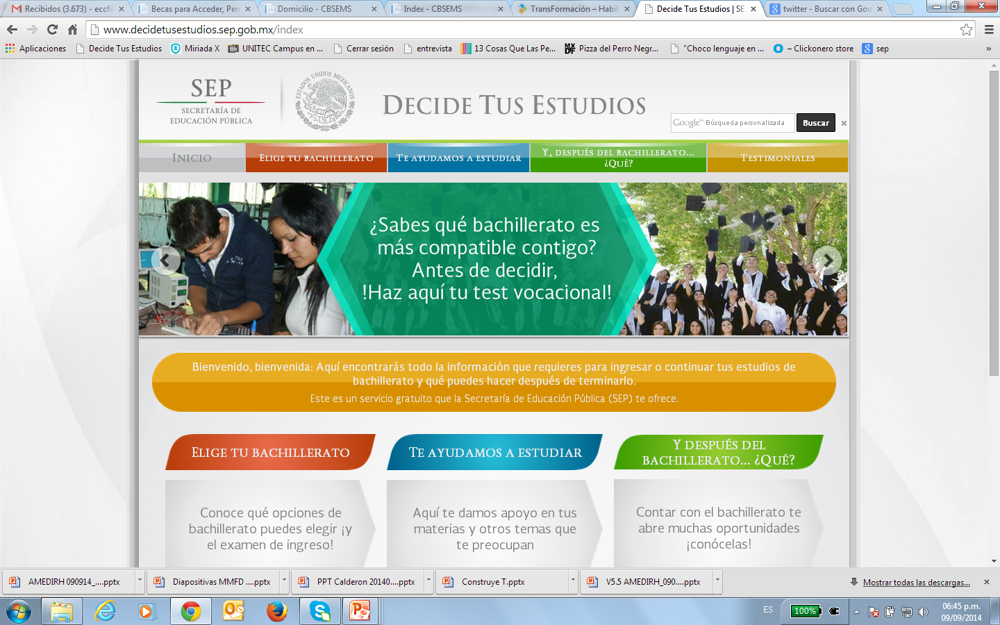 Recibidos (3.673) - eccfil
Becas para Acceder, Per
Domicilio - CBSEMS
Index - CBSEMS
TransFormación – Habil
Decide Tus Estudios | SE
twitter - Buscar con Goo
www.decidetusestudios.sep.gob.mx/index
Aplicaciones
Decide Tus Estudios
Miriada X
UNITEC Campus en ...
Cerrar sesión
entrevista
13 Cosas Que Las Pe...
Pizza del Perro Negr...
"Choco lenguaje en ...
– Clickonero store
sep
»
SEP
SECRETARÍA DE
EDUCACIÓN PÚBLICA
ESTADOS UNIDOS MEXICANOS
DECIDE TUS ESTUDIOS
Google™ Búsqueda personalizada
Buscar
INICIO
ELIGE TU BACHILLERATO
TE AYUDAMOS A ESTUDIAR
Y, DESPUÉS DEL BACHILLERATO...
¿QUÉ?
TESTIMONIALES
¿Sabes qué bachillerato es
más compatible contigo?
Antes de decidir,
!Haz aquí tu test vocacional!
Bienvenido, bienvenida: Aquí encontrarás todo la información que requieres para ingresar o continuar tus estudios de
bachillerato y qué puedes hacer después de terminarlo.
Este es un servicio gratuito que la Secretaría de Educación Pública (SEP) te ofrece.
ELIGE TU BACHILLERATO
TE AYUDAMOS A ESTUDIAR
Y DESPUÉS DEL
BACHILLERATO... ¿QUÉ?
Conoce qué opciones de
bachillerato puedes elegir ¡y
el examen de ingreso!
Aquí te damos apoyo en tus
materias y otros temas que
te preocupan
Contar con el bachillerato te
abre muchas oportunidades
¡conócelas!
AMEDIRH 090914_....pptx
Diapositivas MMFD ....pptx
PPT Calderon 20140....pptx
Construye T.pptx
V5.5 AMEDIRH_090....pptx
Mostrar todas las descargas...
ES
100%
06:45 p.m.
09/09/2014